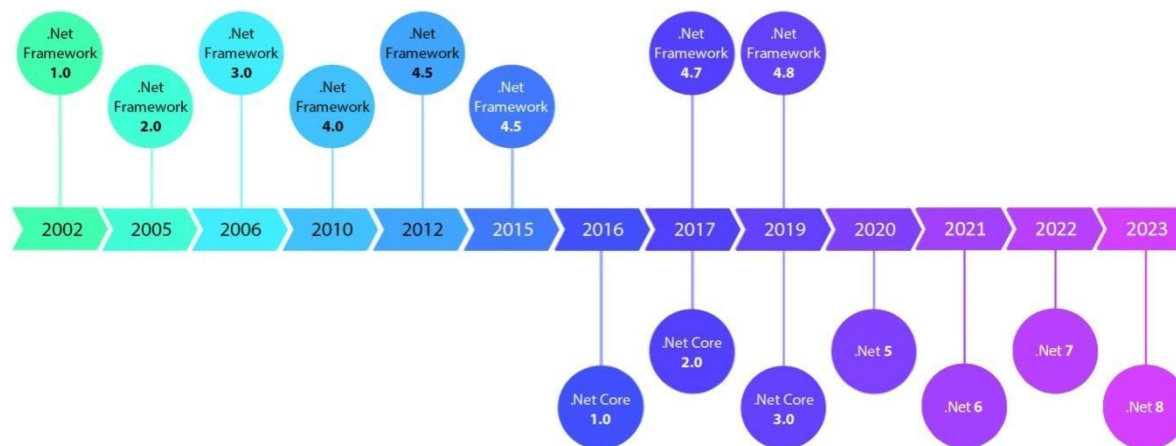 .Net
Framework
1.0
.Net
Framework
2.0
.Net
Framework
3.0
.Net
Framework
4.0
.Net
Framework
4.5
.Net
Framework
4.5
.Net
Framework
4.7
.Net
Framework
4.8
2002
2005
2006
2010
2012
2015
2016
2017
2019
2020
2021
2022
2023
.Net Core
1.0
.Net Core
2.0
.Net Core
3.0
.Net 5
.Net 6
.Net 7
.Net 8